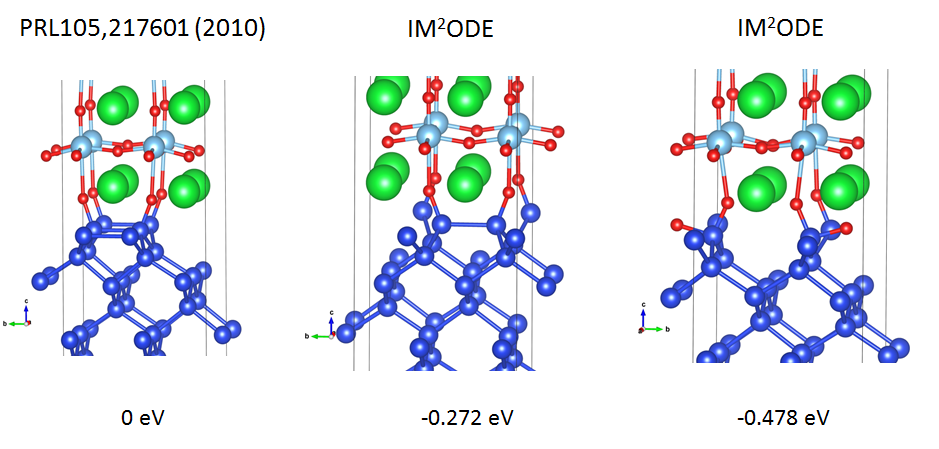 PRL105,217601 (2010)
IM²ODE
IM²ODE
c
b
c
b
c
b
0 eV
-0.272 eV
-0.478 eV